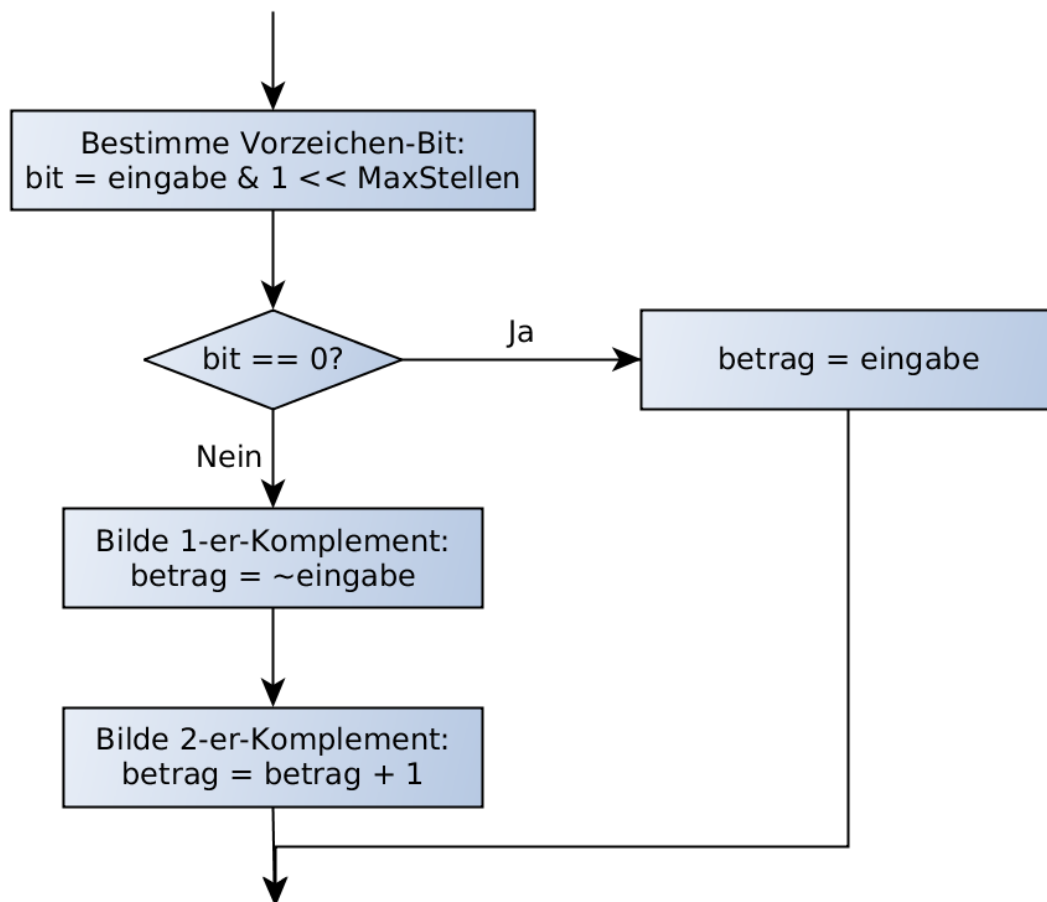 Bestimme Vorzeichen-Bit:
bit = eingabe & 1 << MaxStellen
bit == 0?
Ja
betrag = eingabe
Nein
Bilde 1-er-Komplement:
betrag = ~eingabe
Bilde 2-er-Komplement:
betrag = betrag + 1